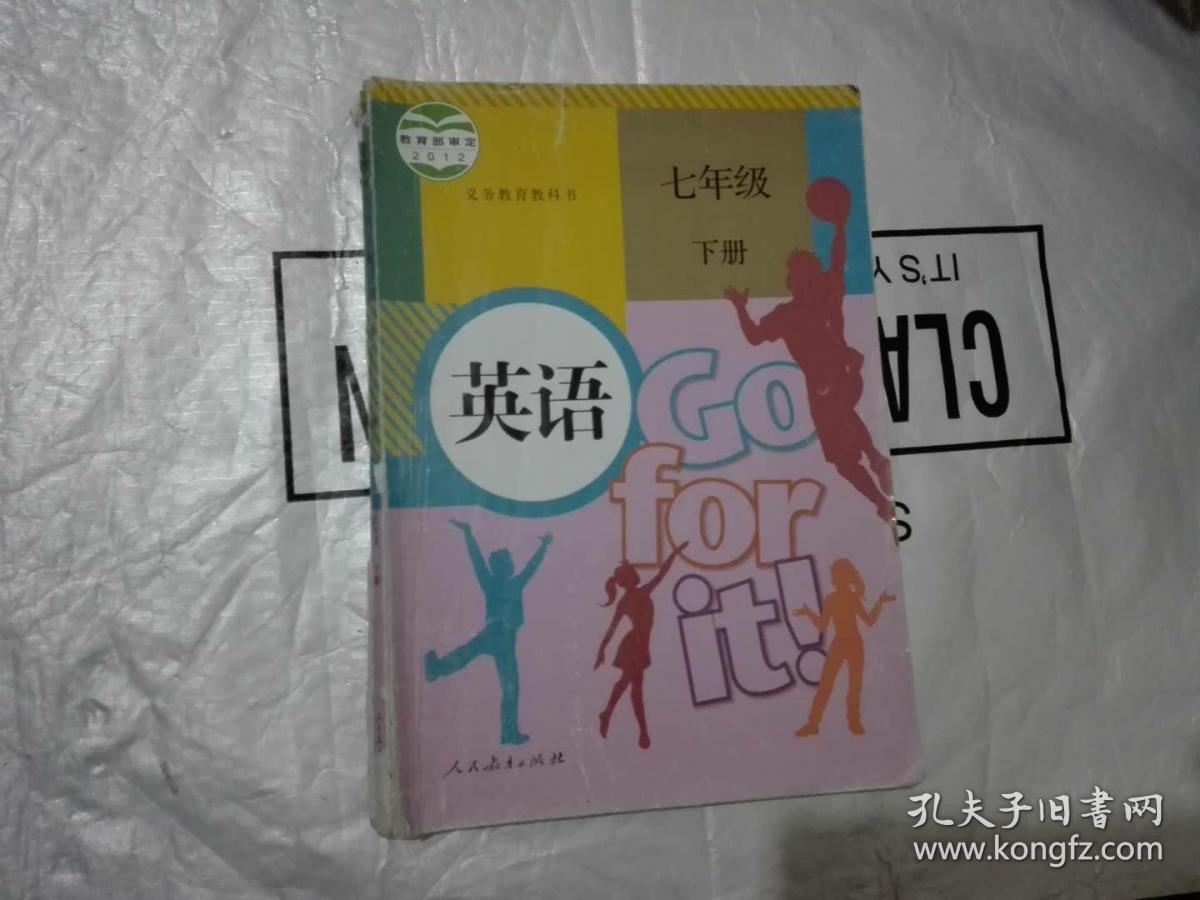 教育部审定
2012
义务教育教科书
七年级
下册
英语
Go
for
it!
人民教育出版社
IT'S Y
CLA
N
S
孔夫子旧书网
www.kongfz.com